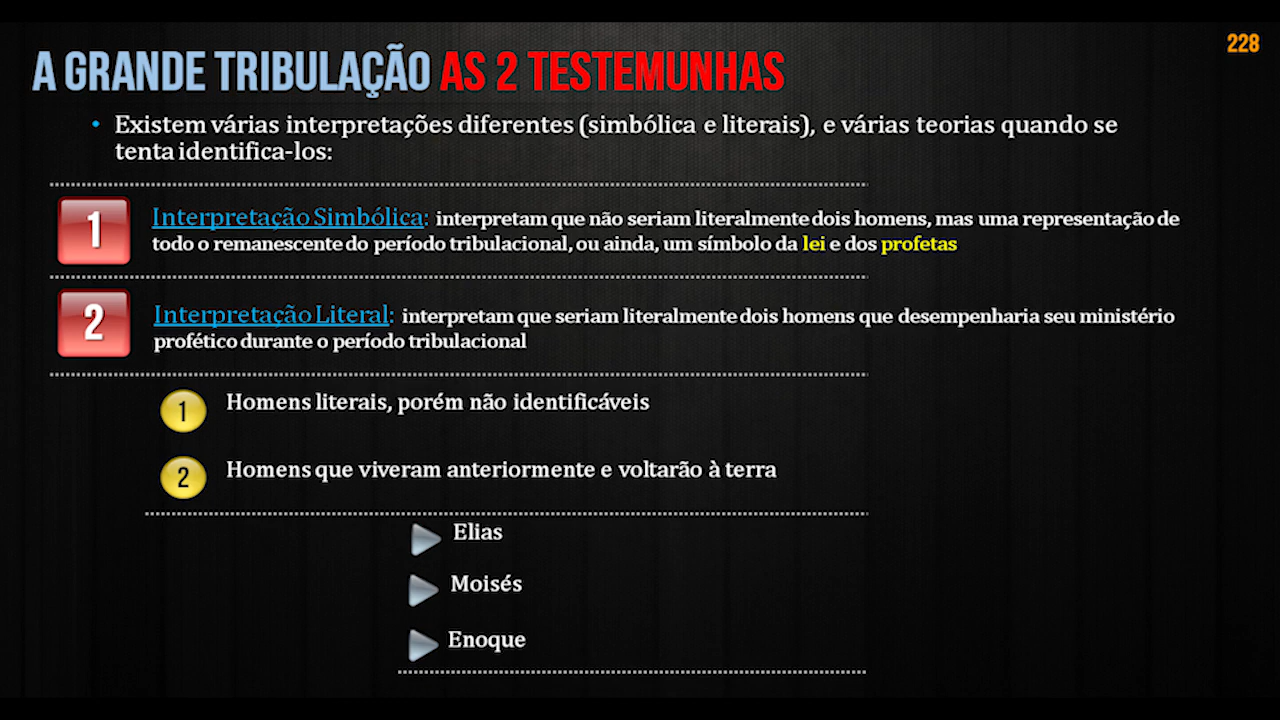 228
A GRANDE TRIBULAÇÃO AS 2 TESTEMUNHAS
• Existem várias interpretações diferentes (simbólica e literais), e várias teorias quando se
tenta identifica-los:
1
Interpretação Simbólica: interpretam que não seriam literalmente dois homens, mas uma representação de
todo o remanescente do período tribulacional, ou ainda, um símbolo da lei e dos profetas
2
Interpretação Literal: interpretam que seriam literalmente dois homens que desempenharia seu ministério
profético durante o período tribulacional
1 Homens literais, porém não identificáveis
2 Homens que viveram anteriormente e voltarão à terra
Elias
Moisés
Enoque